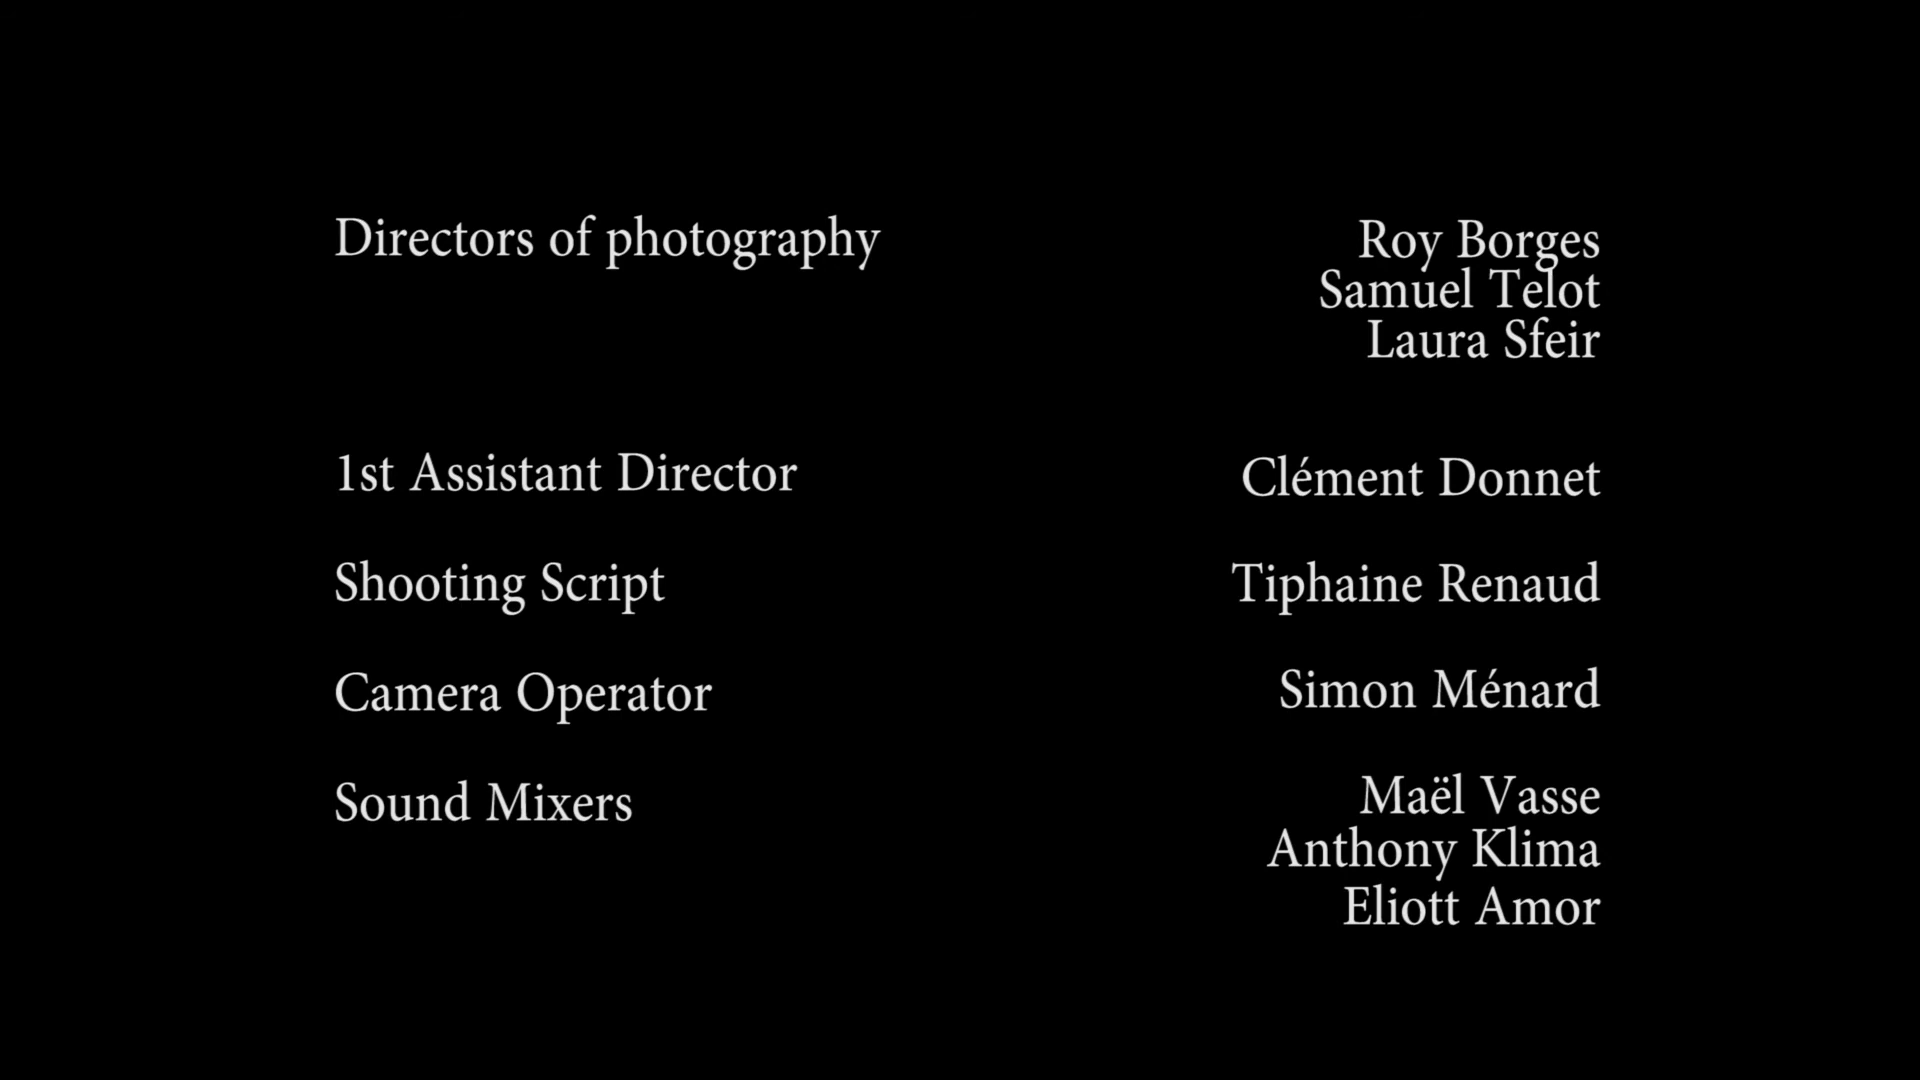 Directors of photography
Roy Borges
Samuel Telot
Laura Sfeir
1st Assistant Director
Clément Donnet
Shooting Script
Tiphaine Renaud
Camera Operator
Simon Ménard
Sound Mixers
Maël Vasse
Anthony Klima
Eliott Amor